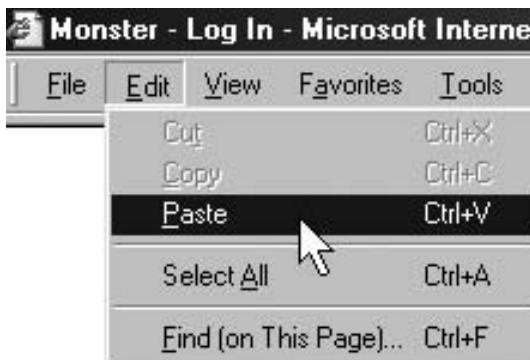 Monster - Log In - Microsoft Interne
File Edit View Favorites Tools
Cut Ctrl+X
Copy Ctrl+C
Paste Ctrl+V
Select All Ctrl+A
Find (on This Page)... Ctrl+F